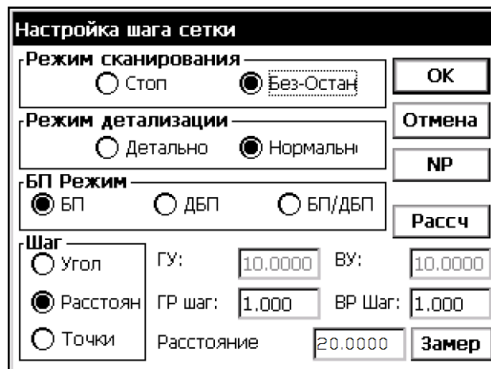 Настройка шага сетки
Режим сканирования
Стоп Без-Остан OK
Режим детализации Отмена
Детально Нормальн
NP
БП Режим
БП ДБП БП/ДБП
Рассч
Шаг
Угол ГУ: 10.0000 ВУ: 10.0000
Расстоян ГР шаг: 1.000 ВР Шаг: 1.000
Точки Расстояние 20.0000 Замер